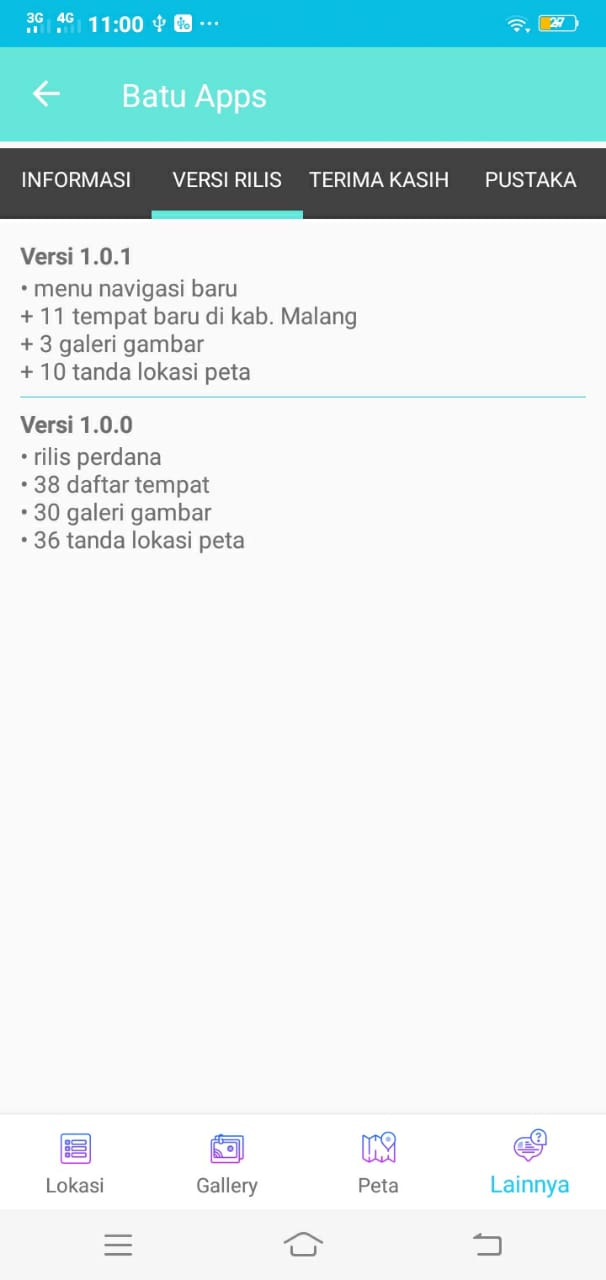 3G 4G 11:00 ... 27
Batu Apps
INFORMASI VERSI RILIS TERIMA KASIH PUSTAKA
Versi 1.0.1
• menu navigasi baru
+ 11 tempat baru di kab. Malang
+ 3 galeri gambar
+ 10 tanda lokasi peta
Versi 1.0.0
• rilis perdana
• 38 daftar tempat
• 30 galeri gambar
• 36 tanda lokasi peta
Lokasi Gallery Peta Lainnya